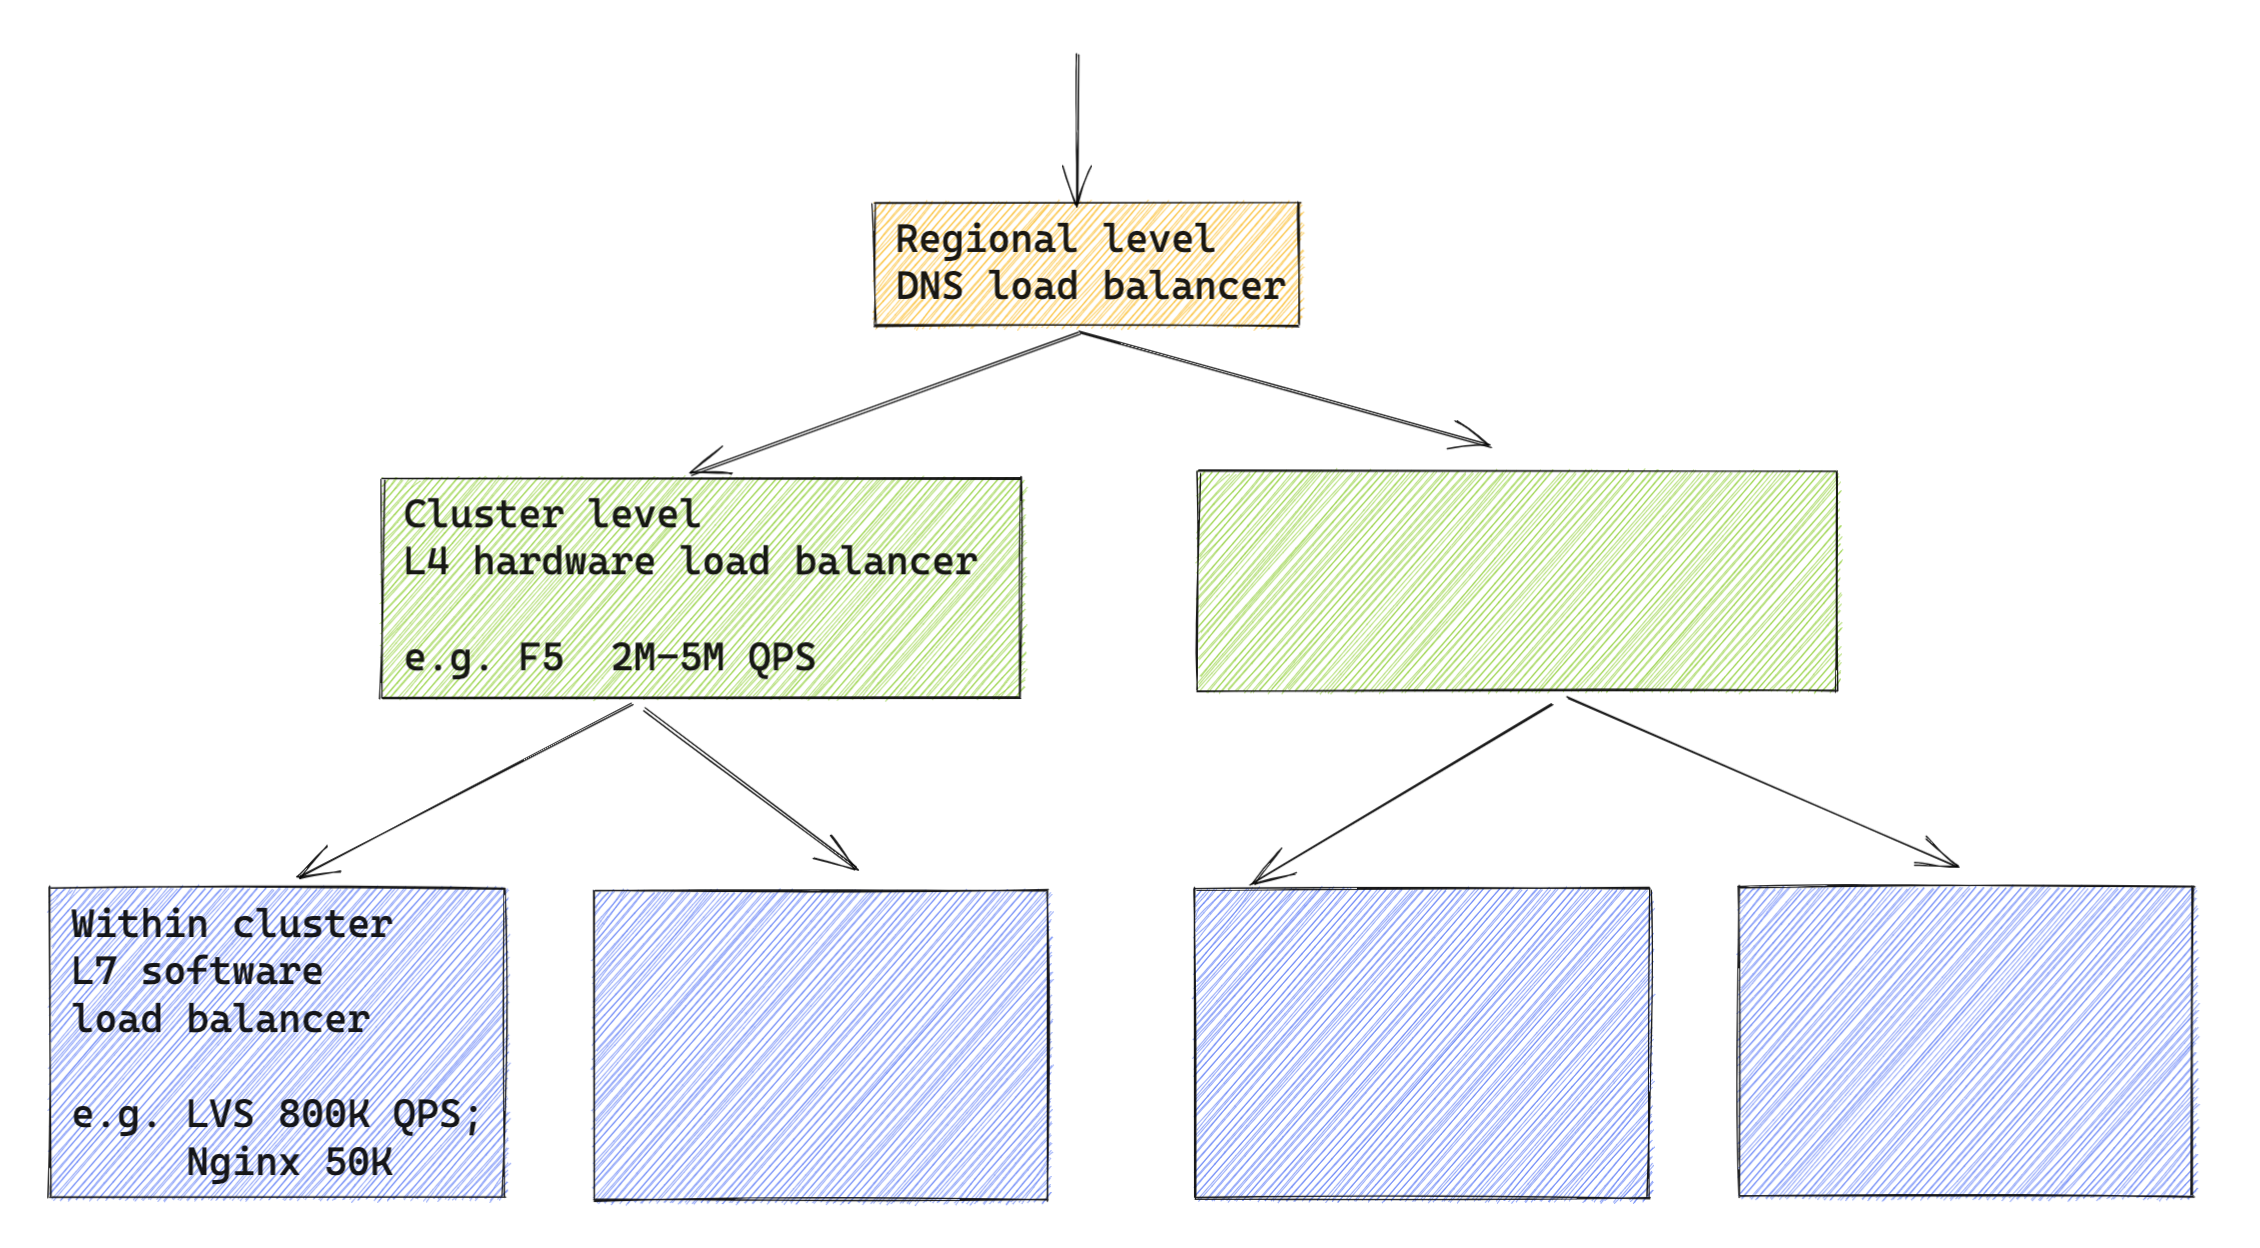 Regional level
DNS load balancer
Cluster level
L4 hardware load balancer
e.g. F5  2M-5M QPS
Within cluster
L7 software
load balancer
e.g. LVS 800K QPS;
Nginx 50K